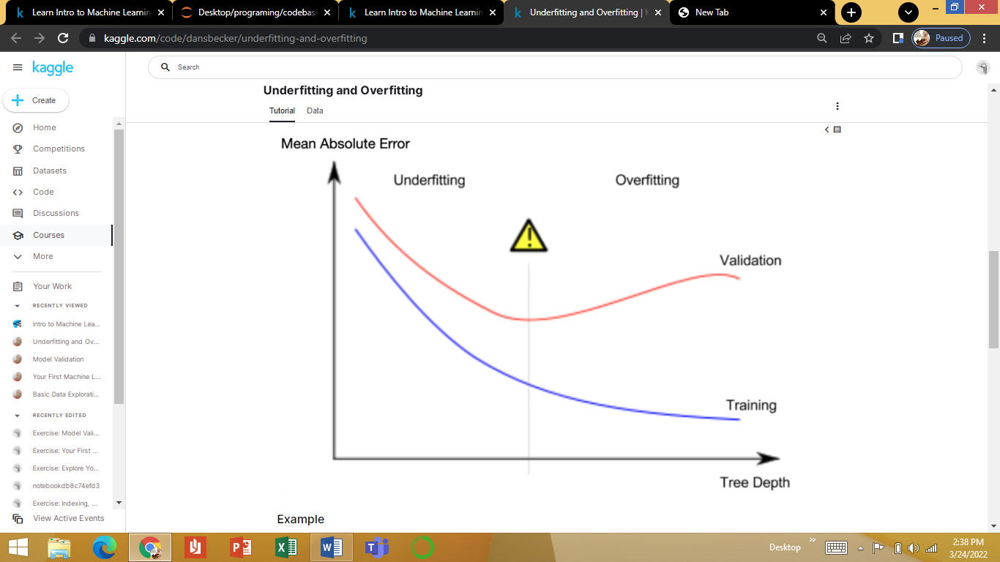 Learn Intro to Machine Learnin
Desktop/programing/codebasi
Learn Intro to Machine Learnin
Underfitting and Overfitting |
New Tab
kaggle.com/code/dansbecker/underfitting-and-overfitting
Paused
kaggle
Search
Create
Home
Competitions
Datasets
Code
Discussions
Courses
More
Your Work
RECENTLY VIEWED
Intro to Machine Lea...
Underfitting and Ov...
Model Validation
Your First Machine L...
Basic Data Explorati...
RECENTLY EDITED
Exercise: Model Vali...
Exercise: Your First ...
Exercise: Explore Yo...
notebookdb8c74efd3
Exercise: Indexing, ...
View Active Events
Underfitting and Overfitting
Tutorial Data
Mean Absolute Error
Underfitting Overfitting
Validation
Training
Tree Depth
Example
Desktop
2:38 PM
3/24/2022